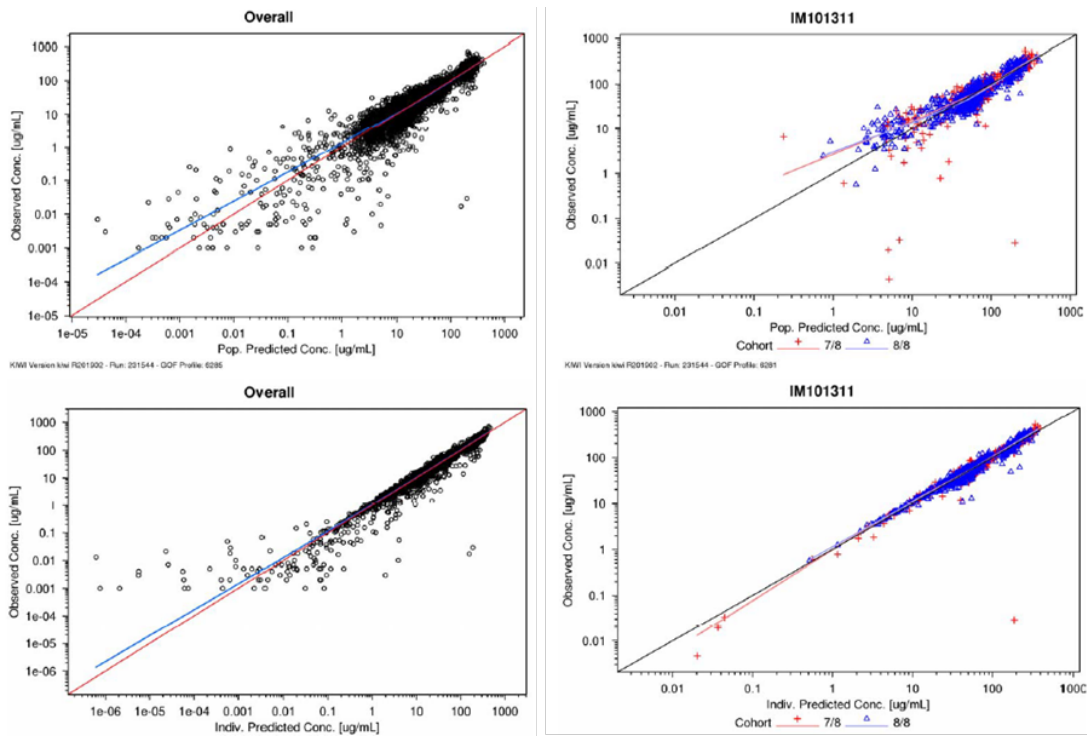 Overall
Observed Conc. [ug/mL]
1000
100
10
1
0.1
0.01
0.001
1e-04
1e-05
1e-05 1e-04 0.001 0.01 0.1 1 10 100 1000
Pop. Predicted Conc. [ug/mL]
KIWI Version kiwi R201902 - Run: 231544 - GOF Profile: 6285
IM101311
Observed Conc. [ug/mL]
1000
100
10
1
0.1
0.01
0.01 0.1 1 10 100 1000
Pop. Predicted Conc. [ug/mL]
Cohort 7/8 8/8
KIWI Version kiwi R201902 - Run: 231544 - GOF Profile: 6281
Overall
Observed Conc. [ug/mL]
1000
100
10
1
0.1
0.01
0.001
1e-04
1e-05
1e-06
1e-06 1e-05 1e-04 0.001 0.01 0.1 1 10 100 1000
Indiv. Predicted Conc. [ug/mL]
IM101311
Observed Conc. [ug/mL]
1000
100
10
1
0.1
0.01
0.01 0.1 1 10 100 1000
Indiv. Predicted Conc. [ug/mL]
Cohort 7/8 8/8